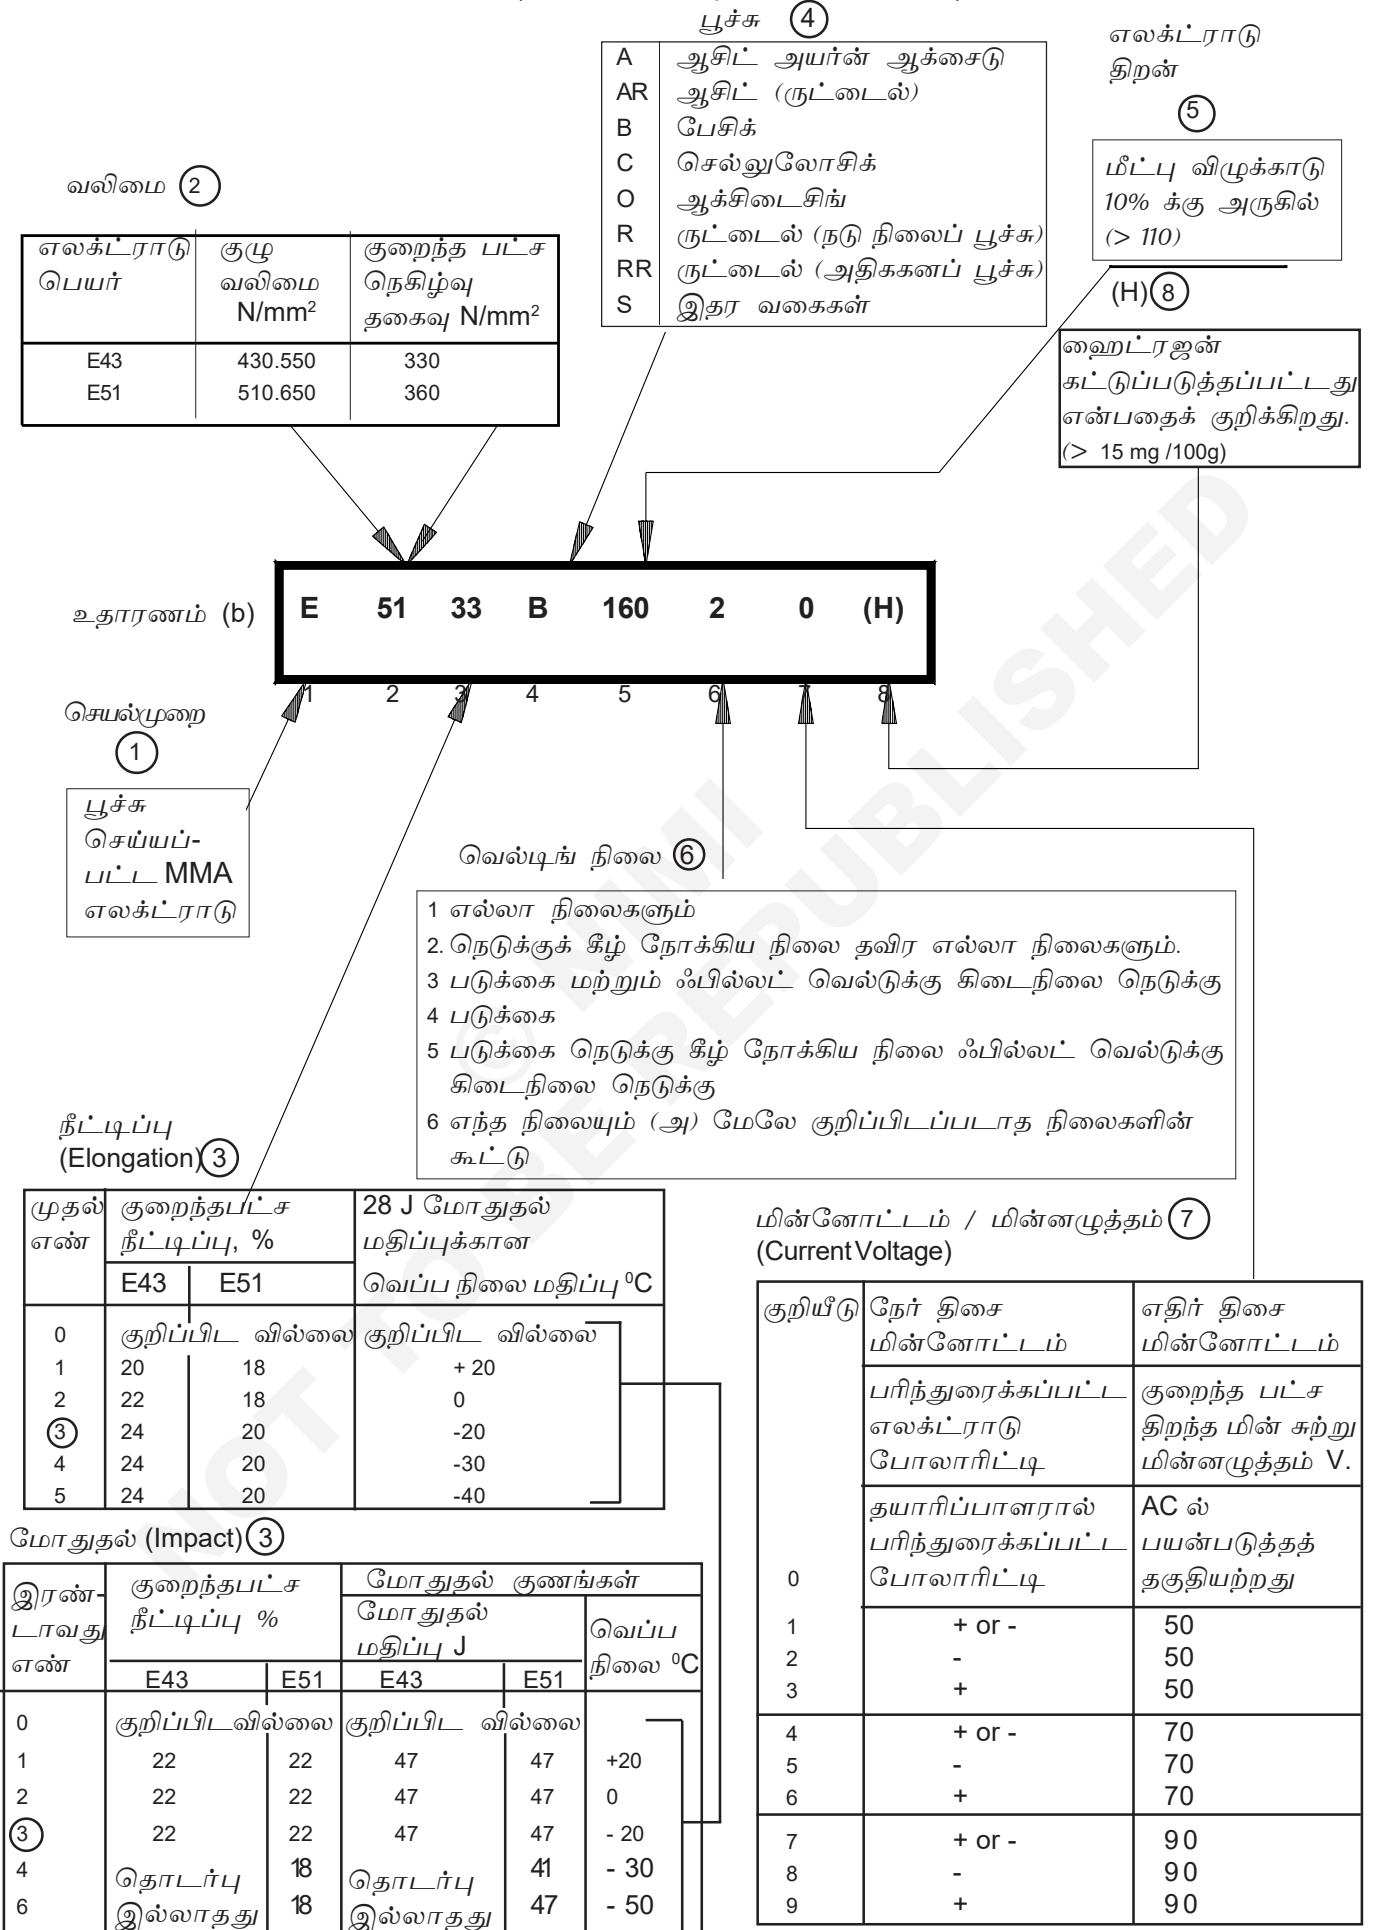 பூச்சு 4
A ஆசிட் அயர்ன் ஆக்சைடு
AR ஆசிட் (ருட்டைல்)
B பேசிக்
C செல்லுலோசிக்
O ஆக்சிடைசிங்
R ருட்டைல் (நடு நிலைப் பூச்சு)
RR ருட்டைல் (அதிககனப் பூச்சு)
S இதர வகைகள்
எலக்ட்ராடு
திறன்
5
மீட்பு விழுக்காடு
10% க்கு அருகில்
(> 110)
(H) 8
ஹைட்ரஜன்
கட்டுப்படுத்தப்பட்டது
என்பதைக் குறிக்கிறது.
(> 15 mg /100g)
வலிமை 2
எலக்ட்ராடு குழு குறைந்த பட்ச
பெயர் வலிமை நெகிழ்வு
N/mm² தகைவு N/mm²
E43 430.550 330
E51 510.650 360
உதாரணம் (b) E 51 33 B 160 2 0 (H)
1 2 3 4 5 6 7 8
செயல்முறை
1
பூச்சு
செய்யப்-
பட்ட MMA
எலக்ட்ராடு
வெல்டிங் நிலை 6
1 எல்லா நிலைகளும்
2. நெடுக்குக் கீழ் நோக்கிய நிலை தவிர எல்லா நிலைகளும்.
3 படுக்கை மற்றும் ஃபில்லட் வெல்டுக்கு கிடைநிலை நெடுக்கு
4 படுக்கை
5 படுக்கை நெடுக்கு கீழ் நோக்கிய நிலை ஃபில்லட் வெல்டுக்கு
கிடைநிலை நெடுக்கு
6 எந்த நிலையும் (அ) மேலே குறிப்பிடப்படாத நிலைகளின்
கூட்டு
நீட்டிப்பு
(Elongation) 3
முதல் குறைந்தபட்ச 28 J மோதுதல்
எண் நீட்டிப்பு, % மதிப்புக்கான
E43 E51 வெப்ப நிலை மதிப்பு ⁰C
0 குறிப்பிட வில்லை குறிப்பிட வில்லை
1 20 18 + 20
2 22 18 0
3 24 20 -20
4 24 20 -30
5 24 20 -40
மோதுதல் (Impact) 3
இரண்- குறைந்தபட்ச மோதுதல் குணங்கள்
டாவது நீட்டிப்பு % மோதுதல் வெப்ப
எண் மதிப்பு J நிலை ⁰C
E43 E51 E43 E51
0 குறிப்பிடவில்லை குறிப்பிட வில்லை
1 22 22 47 47 +20
2 22 22 47 47 0
3 22 22 47 47 - 20
4 தொடர்பு 18 தொடர்பு 41 - 30
6 இல்லாதது 18 இல்லாதது 47 - 50
மின்னோட்டம் / மின்னழுத்தம் 7
(Current Voltage)
குறியீடு நேர் திசை எதிர் திசை
மின்னோட்டம் மின்னோட்டம்
பரிந்துரைக்கப்பட்ட குறைந்த பட்ச
எலக்ட்ராடு திறந்த மின் சுற்று
போலாரிட்டி மின்னழுத்தம் V.
தயாரிப்பாளரால் AC ல்
பரிந்துரைக்கப்பட்ட பயன்படுத்தத்
0 போலாரிட்டி தகுதியற்றது
1 + or - 50
2 - 50
3 + 50
4 + or - 70
5 - 70
6 + 70
7 + or - 90
8 - 90
9 + 90
© NIMI
NOT TO BE REPUBLISHED